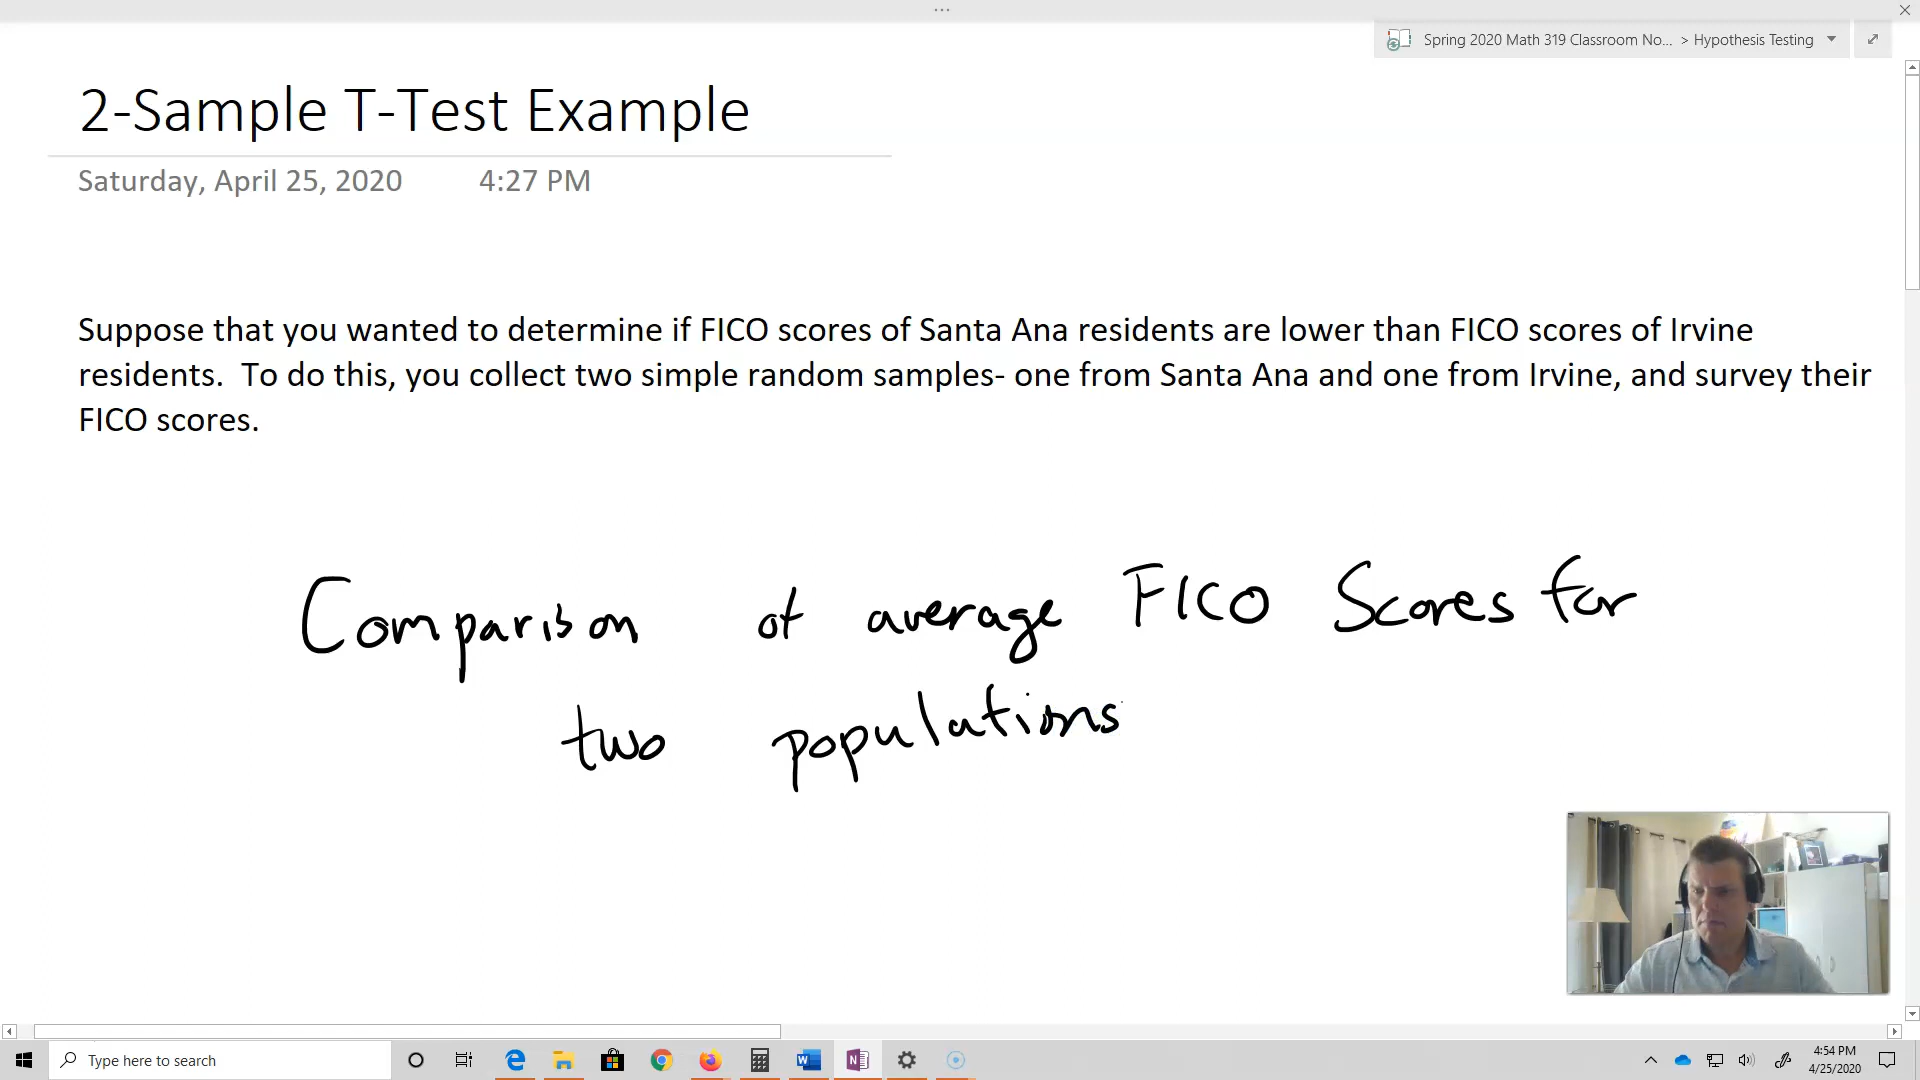 ...
Spring 2020 Math 319 Classroom No... > Hypothesis Testing
2-Sample T-Test Example
Saturday, April 25, 2020 4:27 PM
Suppose that you wanted to determine if FICO scores of Santa Ana residents are lower than FICO scores of Irvine
residents. To do this, you collect two simple random samples- one from Santa Ana and one from Irvine, and survey their
FICO scores.
Comparison of average FICO Scores for
two populations
Type here to search
4:54 PM
4/25/2020